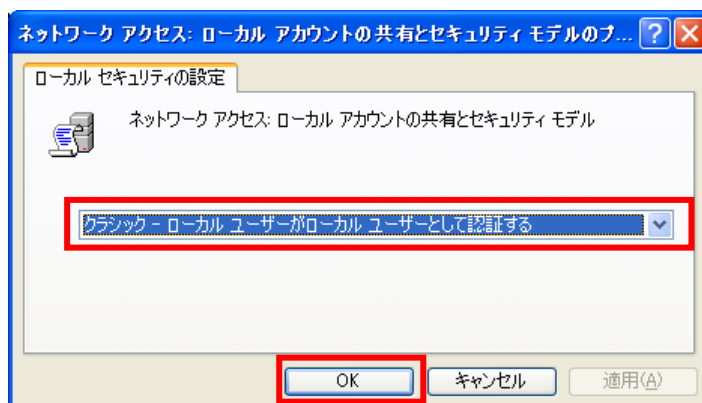 ネットワーク アクセス: ローカル アカウントの共有とセキュリティ モデルのプ...
ローカル セキュリティの設定
ネットワーク アクセス: ローカル アカウントの共有とセキュリティ モデル
クラシック - ローカル ユーザーがローカル ユーザーとして認証する
OK キャンセル 適用(A)